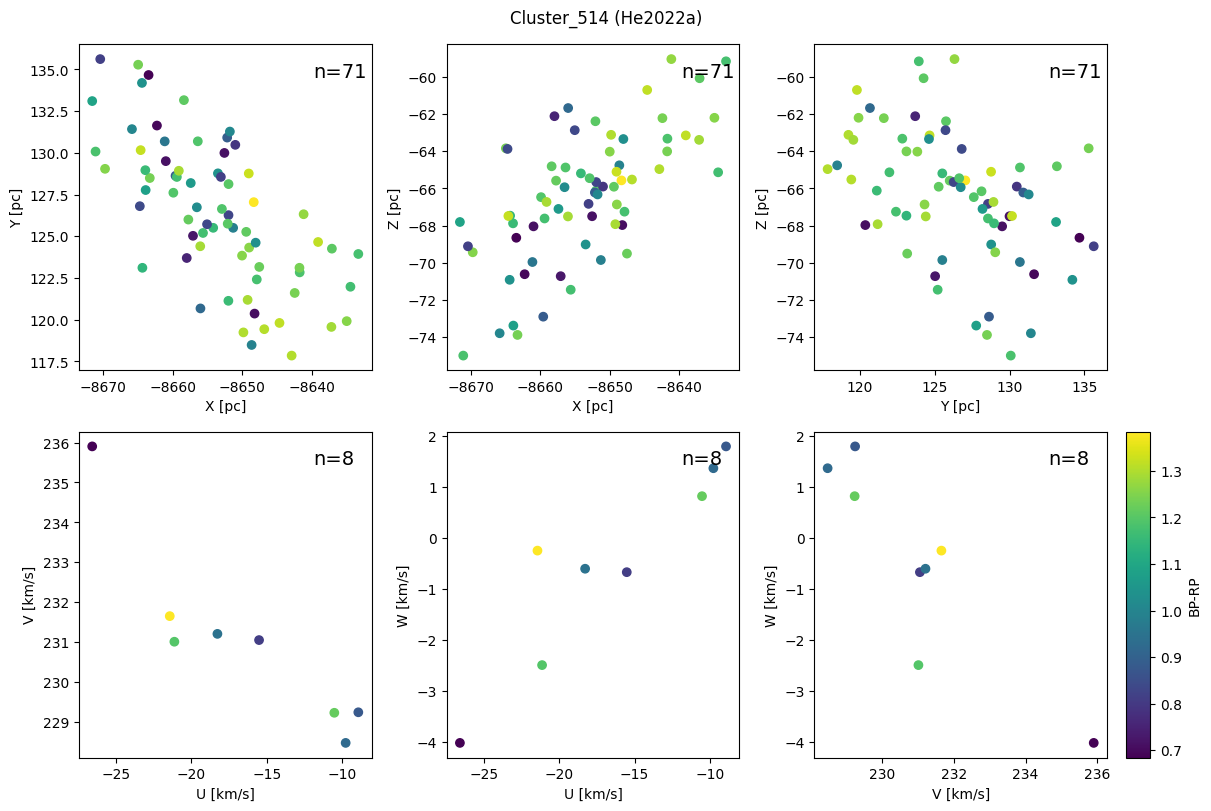 Cluster_514 (He2022a)
n=71
135.0
132.5
130.0
127.5
125.0
122.5
120.0
117.5
Y [pc]
−8670 −8660 −8650 −8640
X [pc]
n=71
−60
−62
−64
−66
−68
−70
−72
−74
Z [pc]
−8670 −8660 −8650 −8640
X [pc]
n=71
−60
−62
−64
−66
−68
−70
−72
−74
Z [pc]
120 125 130 135
Y [pc]
n=8
236
235
234
233
232
231
230
229
V [km/s]
−25 −20 −15 −10
U [km/s]
n=8
2
1
0
−1
−2
−3
−4
W [km/s]
−25 −20 −15 −10
U [km/s]
n=8
2
1
0
−1
−2
−3
−4
W [km/s]
230 232 234 236
V [km/s]
1.3
1.2
1.1
1.0
0.9
0.8
0.7
BP-RP